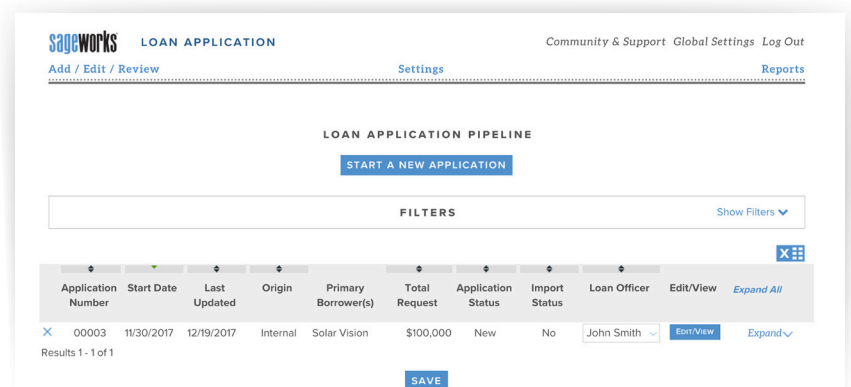 sageworks LOAN APPLICATION Community & Support Global Settings Log Out
Add / Edit / Review Settings Reports
LOAN APPLICATION PIPELINE
START A NEW APPLICATION
FILTERS Show Filters
X
Application Number Start Date Last Updated Origin Primary Borrower(s) Total Request Application Status Import Status Loan Officer Edit/View Expand All
00003 11/30/2017 12/19/2017 Internal Solar Vision $100,000 New No John Smith EDIT/VIEW Expand
Results 1 - 1 of 1
SAVE